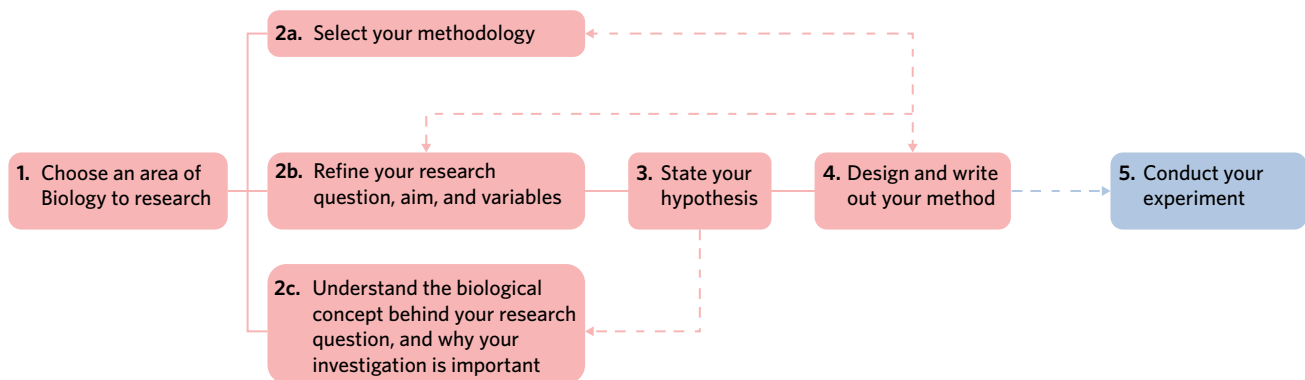 2a. Select your methodology
1. Choose an area of
Biology to research
2b. Refine your research
question, aim, and variables
3. State your
hypothesis
4. Design and write
out your method
5. Conduct your
experiment
2c. Understand the biological
concept behind your research
question, and why your
investigation is important